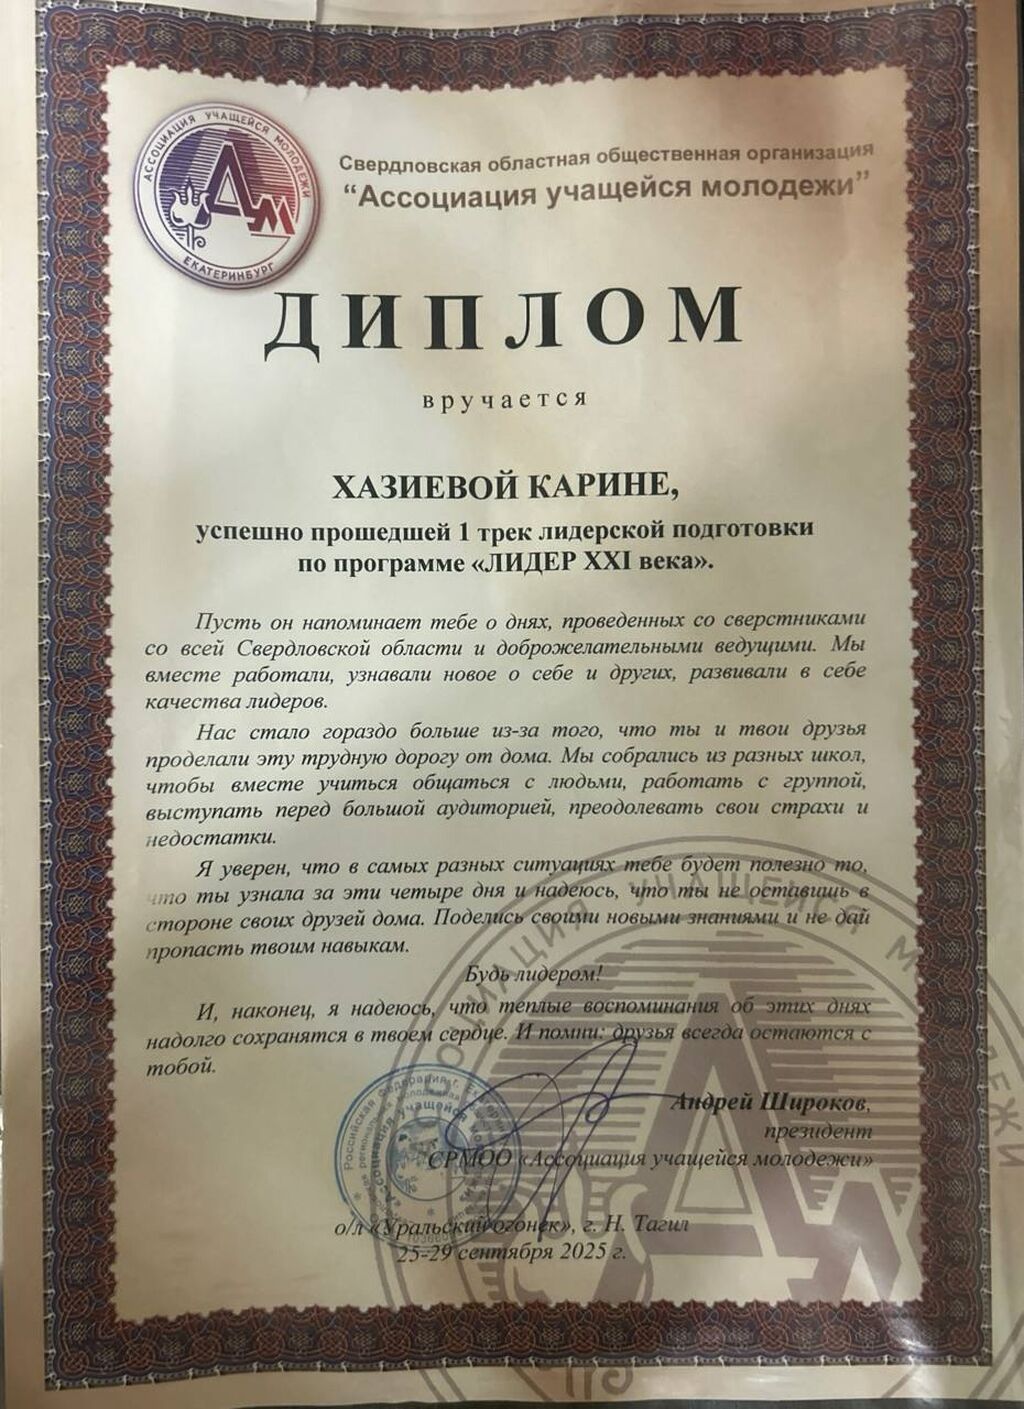 АССОЦИАЦИЯ УЧАЩЕЙСЯ МОЛОДЕЖИ
АМ
ЕКАТЕРИНБУРГ
Свердловская областная общественная организация
“Ассоциация учащейся молодежи”
ДИПЛОМ
вручается
ХАЗИЕВОЙ КАРИНЕ,
успешно прошедшей 1 трек лидерской подготовки
по программе «ЛИДЕР XXI века».
Пусть он напоминает тебе о днях, проведенных со сверстниками
со всей Свердловской области и доброжелательными ведущими. Мы
вместе работали, узнавали новое о себе и других, развивали в себе
качества лидеров.
Нас стало гораздо больше из-за того, что ты и твои друзья
проделали эту трудную дорогу от дома. Мы собрались из разных школ,
чтобы вместе учиться общаться с людьми, работать с группой,
выступать перед большой аудиторией, преодолевать свои страхи и
недостатки.
Я уверен, что в самых разных ситуациях тебе будет полезно то,
что ты узнала за эти четыре дня и надеюсь, что ты не оставишь в
стороне своих друзей дома. Поделись своими новыми знаниями и не дай
пропасть твоим навыкам.
Будь лидером!
И, наконец, я надеюсь, что теплые воспоминания об этих днях
надолго сохранятся в твоем сердце. И помни: друзья всегда остаются с
тобой.
Андрей Широков,
президент
СРМОО «Ассоциация учащейся молодежи»
о/л «Уральский огонек», г. Н. Тагил
25-29 сентября 2025 г.